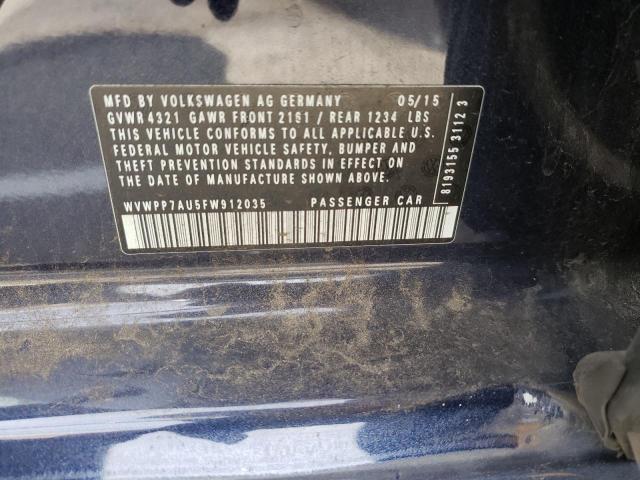 MFD BY VOLKSWAGEN AG GERMANY 05/15
GVWR 4321 GAWR FRONT 2161 / REAR 1234 LBS
THIS VEHICLE CONFORMS TO ALL APPLICABLE U.S.
FEDERAL MOTOR VEHICLE SAFETY, BUMPER AND
THEFT PREVENTION STANDARDS IN EFFECT ON
THE DATE OF MANUFACTURE SHOWN ABOVE.
WVWPP7AU5FW912035 PASSENGER CAR
8193155 3112 3